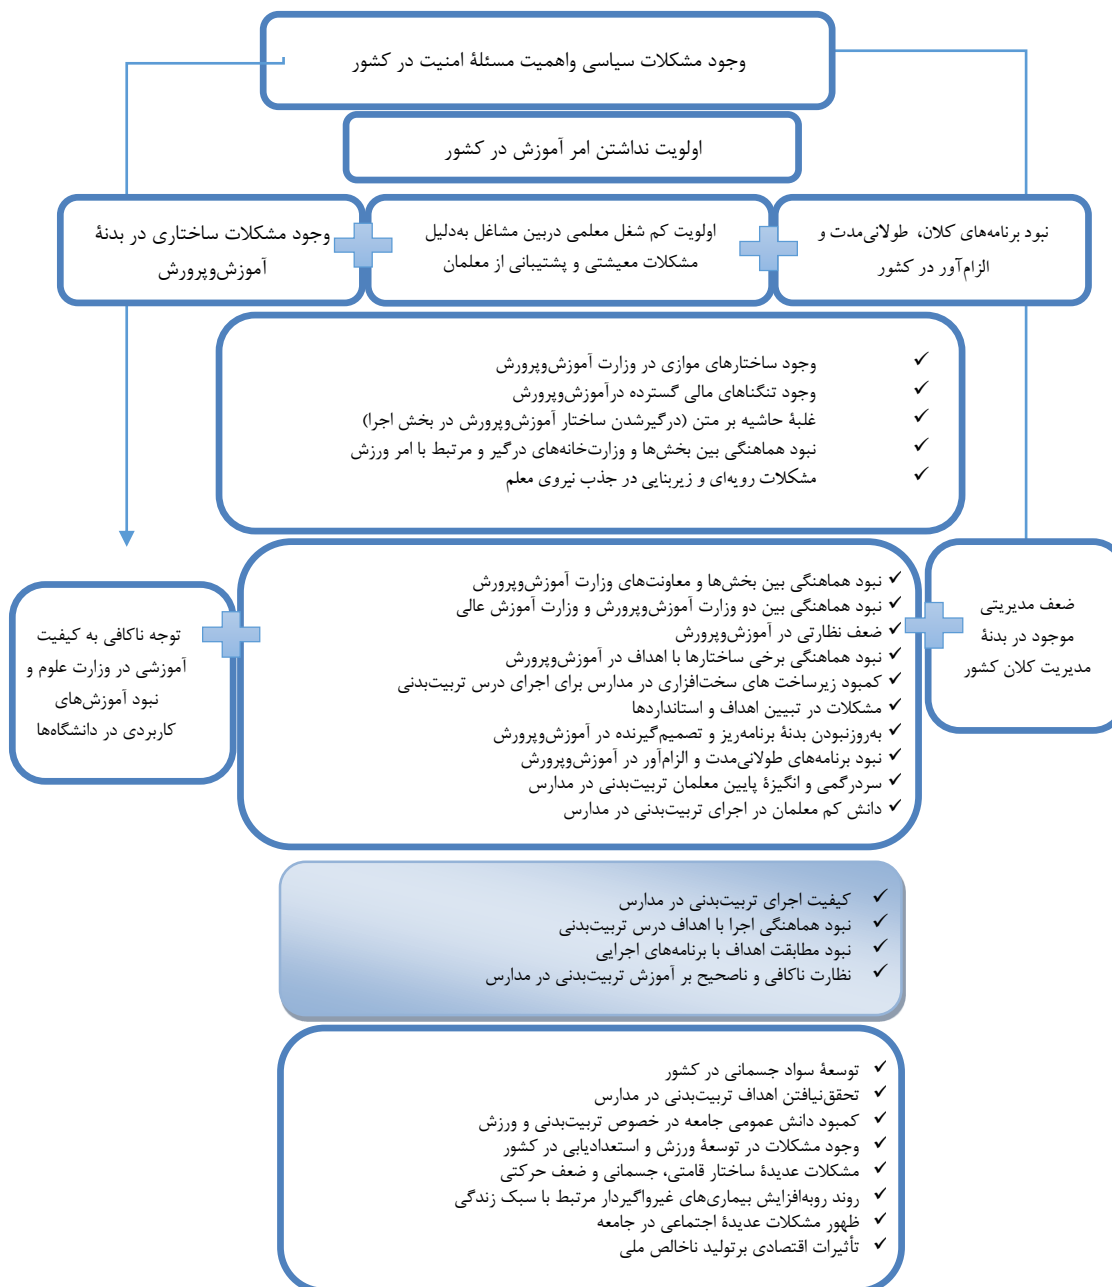 وجود مشکلات سیاسی واهمیت مسئلۀ امنیت در کشور
اولویت نداشتن امر آموزش در کشور
نبود برنامه‌های کلان، طولانی‌مدت و
الزام‌آور در کشور
اولویت کم شغل معلمی دربین مشاغل به‌دلیل
مشکلات معیشتی و پشتیبانی از معلمان
وجود مشکلات ساختاری در بدنۀ
آموزش‌وپرورش
✓ وجود ساختارهای موازی در وزارت آموزش‌وپرورش
✓ وجود تنگناهای مالی گسترده درآموزش‌وپرورش
✓ غلبۀ حاشیه بر متن (درگیرشدن ساختار آموزش‌وپرورش در بخش اجرا)
✓ نبود هماهنگی بین بخش‌ها و وزارت‌خانه‌های درگیر و مرتبط با امر ورزش
✓ مشکلات رویه‌ای و زیربنایی در جذب نیروی معلم
ضعف مدیریتی
موجود در بدنۀ
مدیریت کلان کشور
✓ نبود هماهنگی بین بخش‌ها و معاونت‌های وزارت آموزش‌وپرورش
✓ نبود هماهنگی بین دو وزارت آموزش‌وپرورش و وزارت آموزش عالی
✓ ضعف نظارتی در آموزش‌وپرورش
✓ نبود هماهنگی برخی ساختارها با اهداف در آموزش‌وپرورش
✓ کمبود زیرساخت های سخت‌افزاری در مدارس برای اجرای درس تربیت‌بدنی
✓ مشکلات در تبیین اهداف و استانداردها
✓ به‌روزنبودن بدنۀ برنامه‌ریز و تصمیم‌گیرنده در آموزش‌وپرورش
✓ نبود برنامه‌های طولانی‌مدت و الزام‌آور در آموزش‌وپرورش
✓ سردرگمی و انگیزۀ پایین معلمان تربیت‌بدنی در مدارس
✓ دانش کم معلمان در اجرای تربیت‌بدنی در مدارس
توجه ناکافی به کیفیت
آموزشی در وزارت علوم و
نبود آموزش‌های
کاربردی در دانشگاه‌ها
✓ کیفیت اجرای تربیت‌بدنی در مدارس
✓ نبود هماهنگی اجرا با اهداف درس تربیت‌بدنی
✓ نبود مطابقت اهداف با برنامه‌های اجرایی
✓ نظارت ناکافی و ناصحیح بر آموزش تربیت‌بدنی در مدارس
✓ توسعۀ سواد جسمانی در کشور
✓ تحقق‌نیافتن اهداف تربیت‌بدنی در مدارس
✓ کمبود دانش عمومی جامعه در خصوص تربیت‌بدنی و ورزش
✓ وجود مشکلات در توسعۀ ورزش و استعدادیابی در کشور
✓ مشکلات عدیدۀ ساختار قامتی، جسمانی و ضعف حرکتی
✓ روند روبه‌افزایش بیماری‌های غیرواگیردار مرتبط با سبک زندگی
✓ ظهور مشکلات عدیدۀ اجتماعی در جامعه
✓ تأثیرات اقتصادی برتولید ناخالص ملی